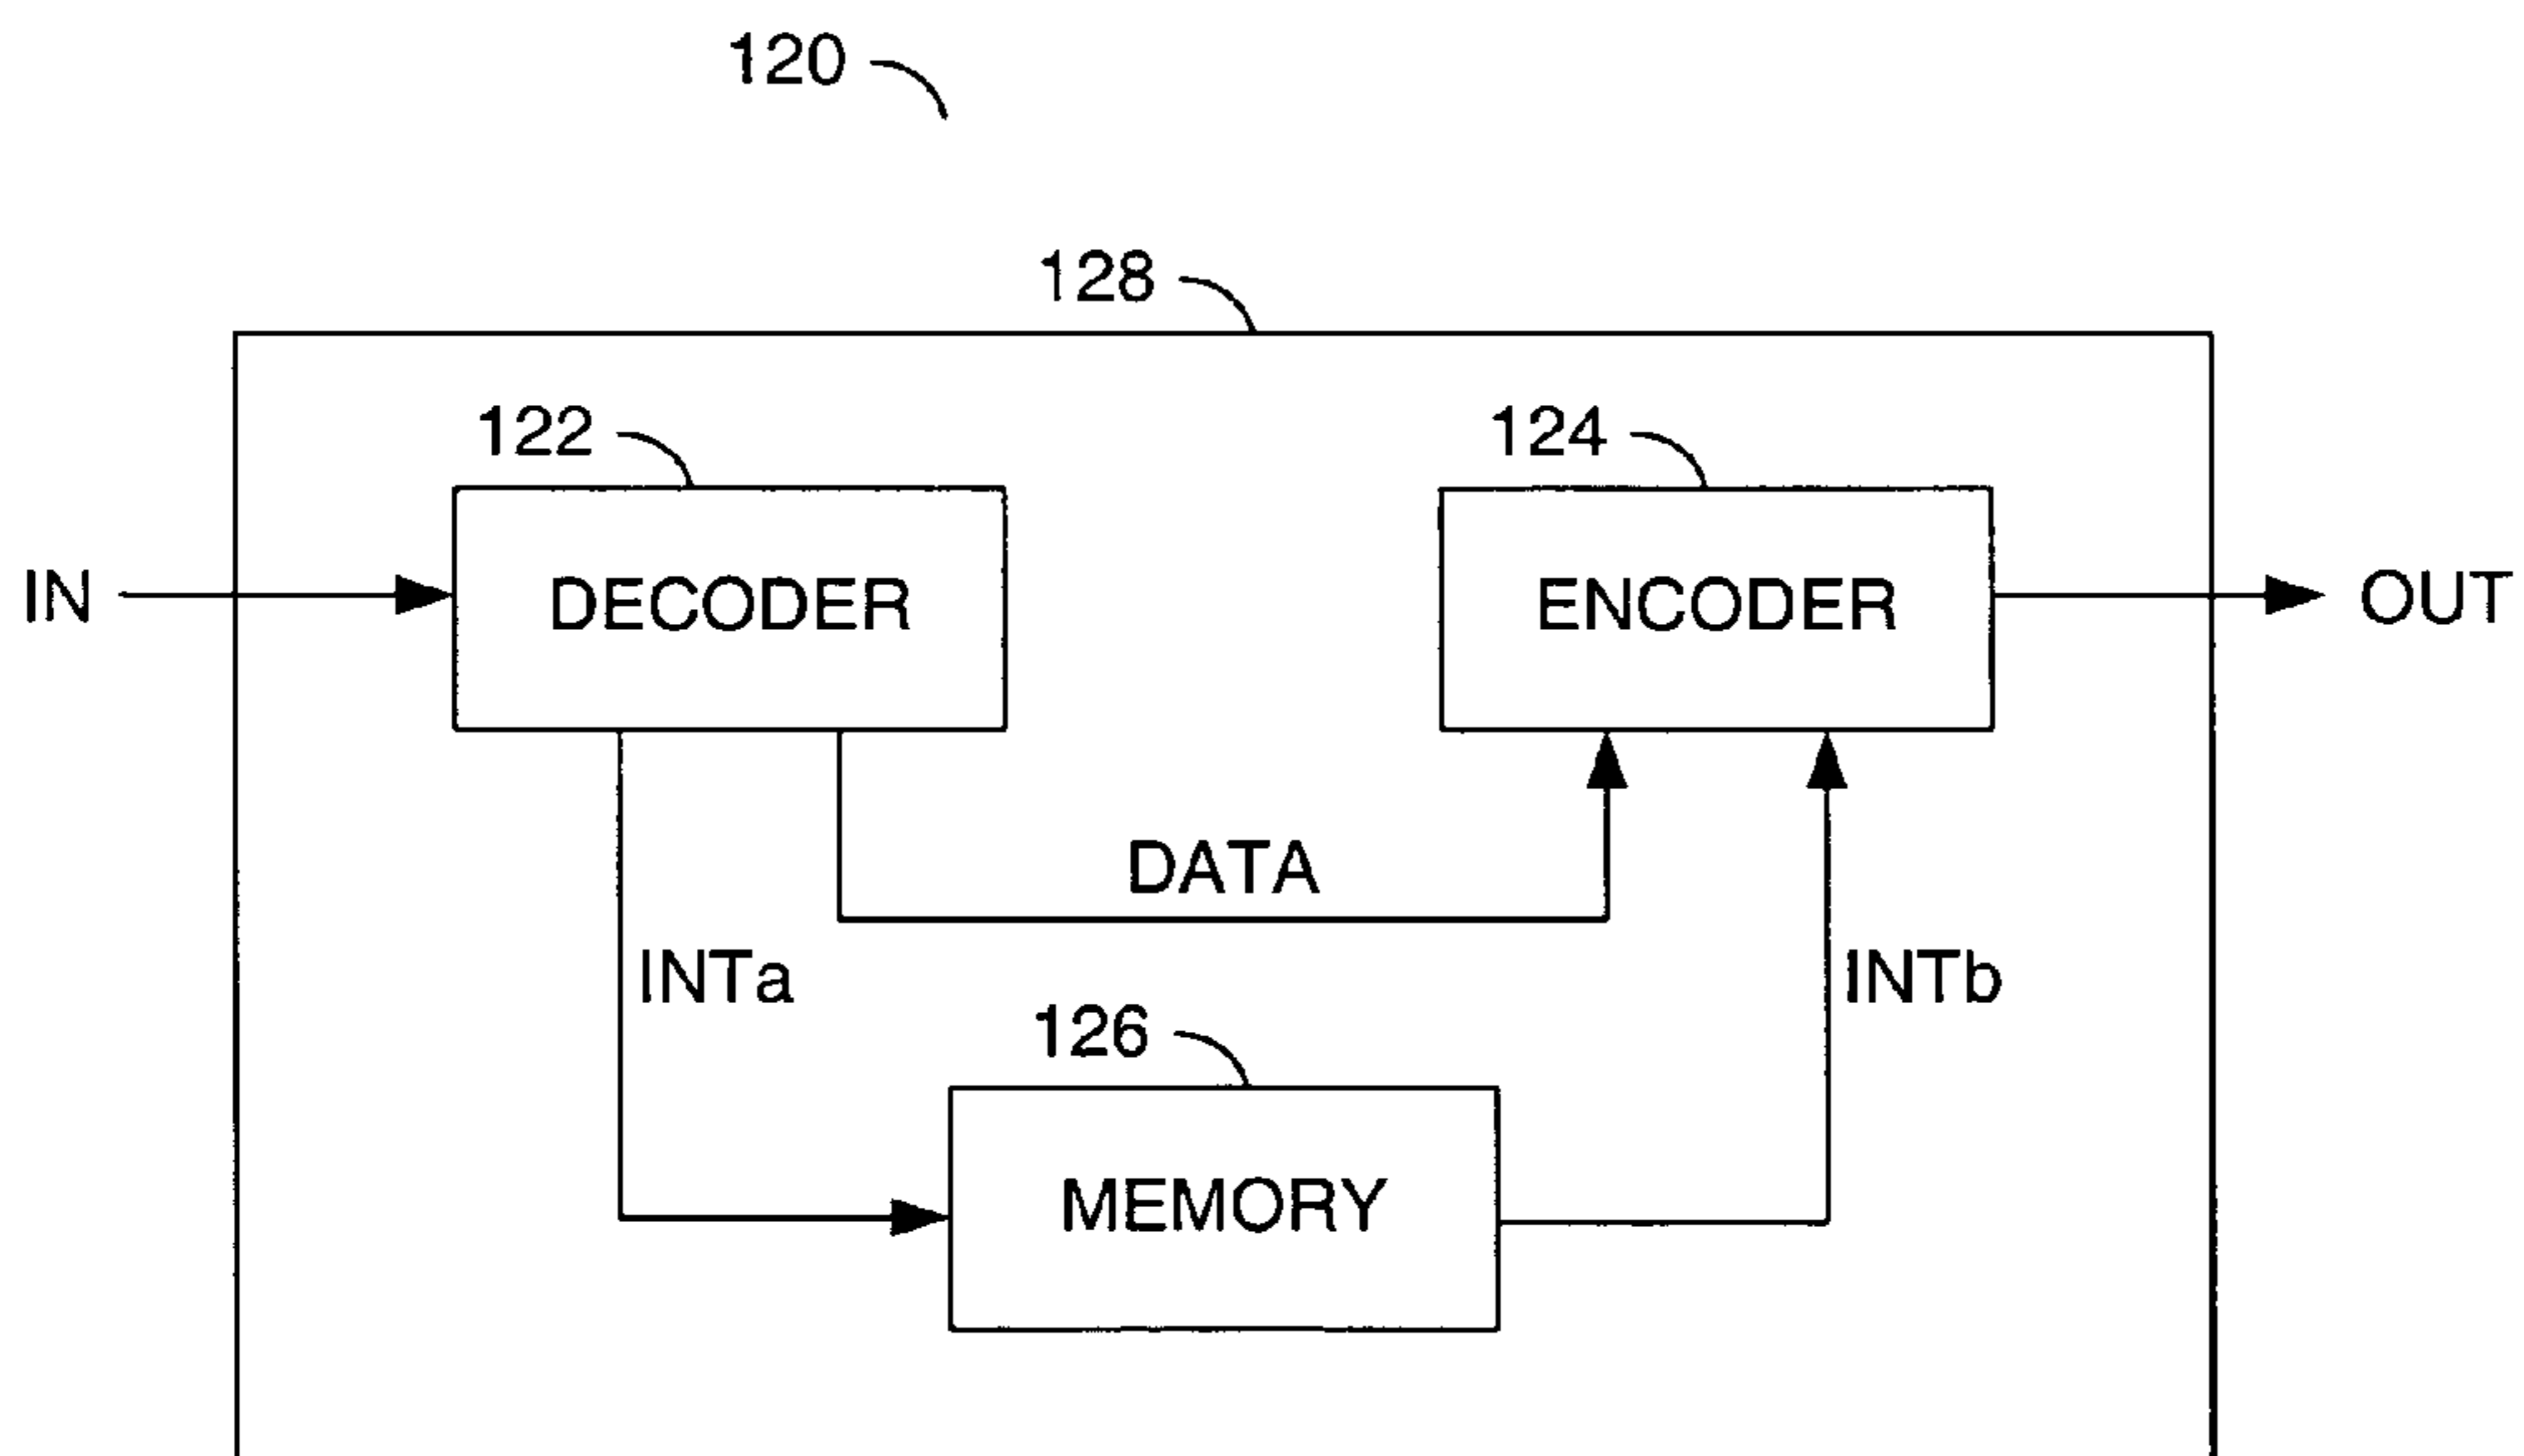 120
128
122
124
IN
DECODER
ENCODER
OUT
DATA
INTa
INTb
126
MEMORY